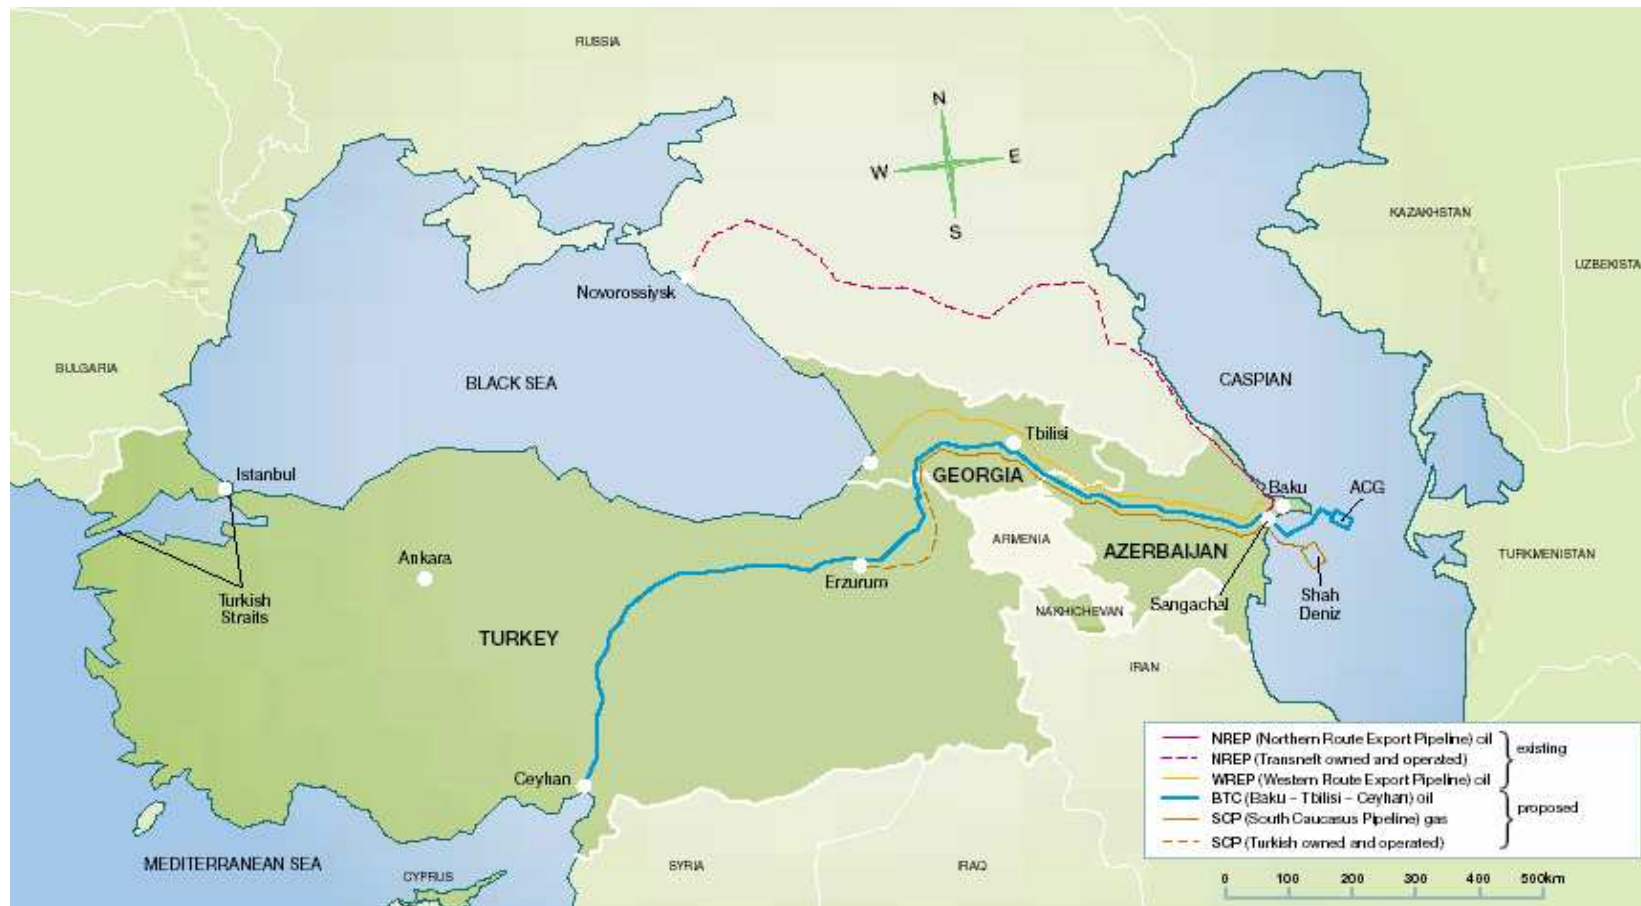 RUSSIA
N
W
E
S
KAZAKHSTAN
UZBEKISTA
Novorossiysk
BULGARIA
BLACK SEA
CASPIAN
Tbilisi
Istanbul
GEORGIA
Baku
ACG
ARMENIA
AZERBAIJAN
TURKMENISTAN
Ankara
Erzurum
Turkish
Straits
NAKHICHEVAN
Sangachal
Shah
Deniz
TURKEY
IRAN
Ceyhan
MEDITERRANEAN SEA
CYPRUS
SYRIA
IRAQ
NREP (Northern Route Export Pipeline) oil
NREP (Transneft owned and operated)
existing
WREP (Western Route Export Pipeline) oil
BTC (Baku – Tbilisi – Ceyhan) oil
proposed
SCP (South Caucasus Pipeline) gas
SCP (Turkish owned and operated)
0 100 200 300 400 500km